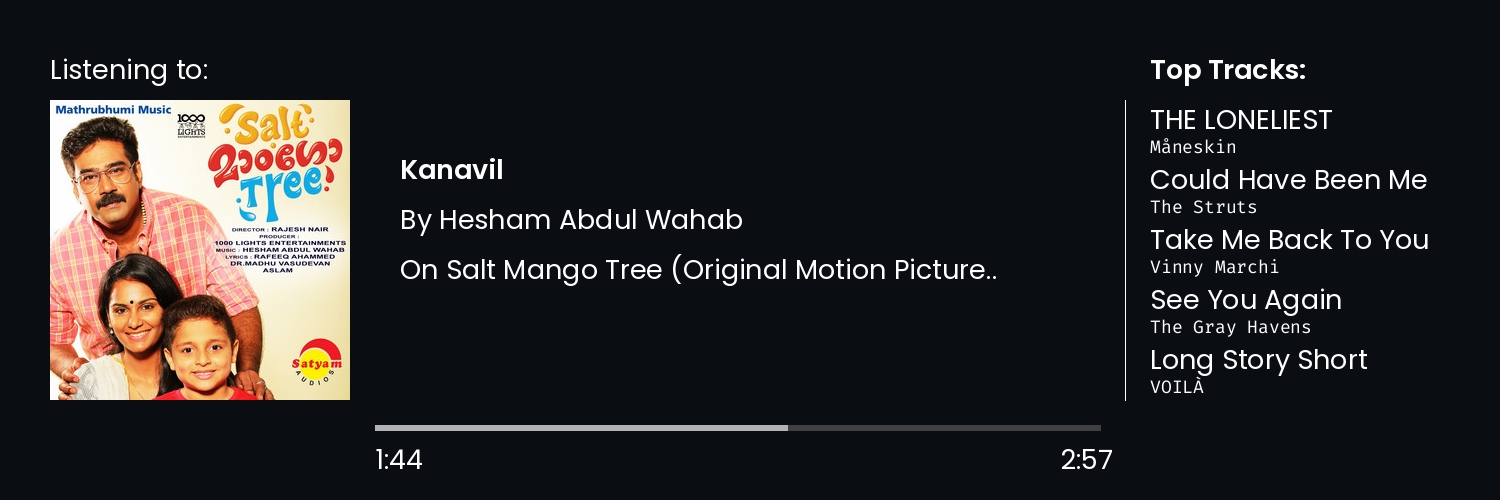 Listening to:
Mathrubhumi Music
1000
LIGHTS
ENTERTAINMENTS
Salt
മാംഗോ
Tree
DIRECTOR : RAJESH NAIR
PRODUCER :
1000 LIGHTS ENTERTAINMENTS
MUSIC : HESHAM ABDUL WAHAB
LYRICS : RAFEEQ AHAMMED
DR.MADHU VASUDEVAN
ASLAM
Satyam
AUDIOS
Kanavil
By Hesham Abdul Wahab
On Salt Mango Tree (Original Motion Picture..
1:44
2:57
Top Tracks:
THE LONELIEST
Måneskin
Could Have Been Me
The Struts
Take Me Back To You
Vinny Marchi
See You Again
The Gray Havens
Long Story Short
VOILÀ